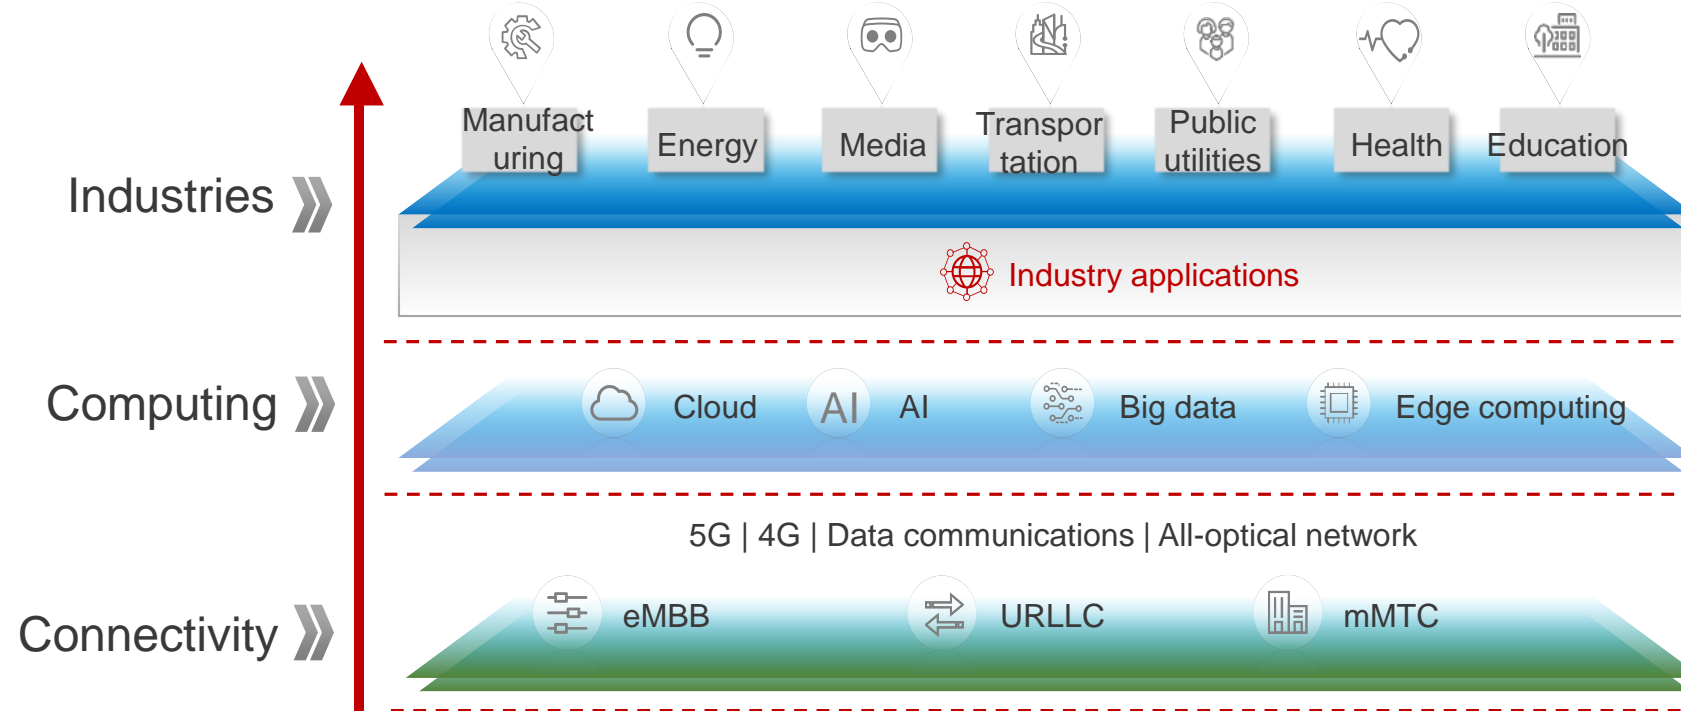 Manufact
uring
Energy
Media
Transpor
tation
Public
utilities
Health
Education
Industries
Industry applications
Computing
Cloud
AI AI
Big data
Edge computing
5G | 4G | Data communications | All-optical network
Connectivity
eMBB
URLLC
mMTC